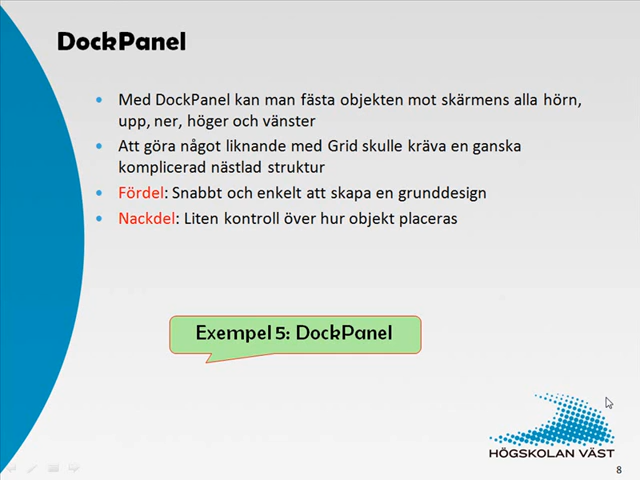 DockPanel
Med DockPanel kan man fästa objekten mot skärmens alla hörn,
upp, ner, höger och vänster
Att göra något liknande med Grid skulle kräva en ganska
komplicerad nästlad struktur
Fördel: Snabbt och enkelt att skapa en grunddesign
Nackdel: Liten kontroll över hur objekt placeras
Exempel 5: DockPanel
HÖGSKOLAN VÄST
8